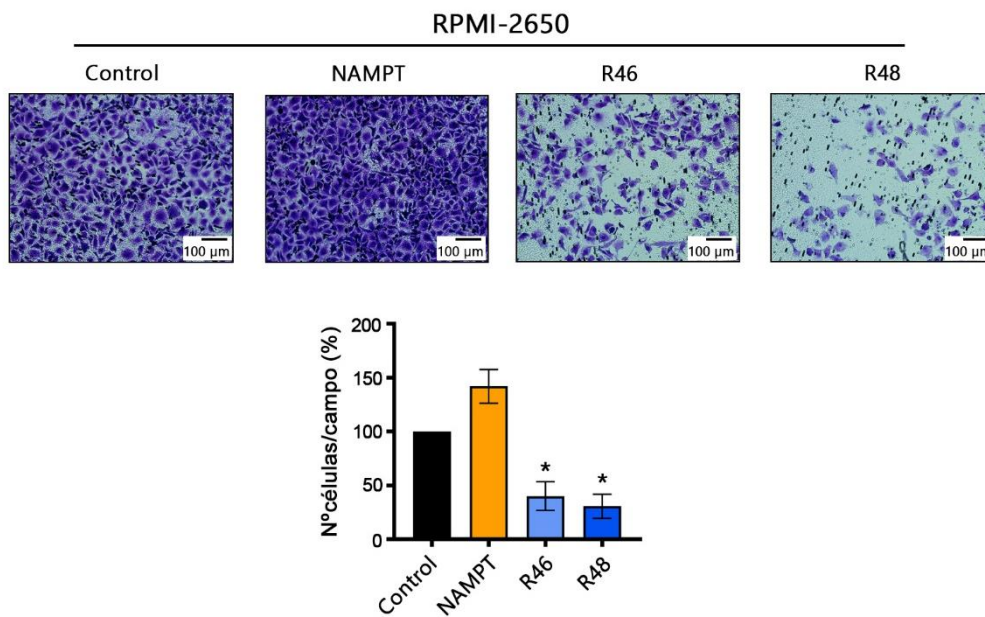 RPMI-2650
Control
NAMPT
R46
R48
100 µm
100 µm
100 µm
100 µm
Nºcélulas/campo (%)
200
150
100
50
0
*
*
Control
NAMPT
R46
R48